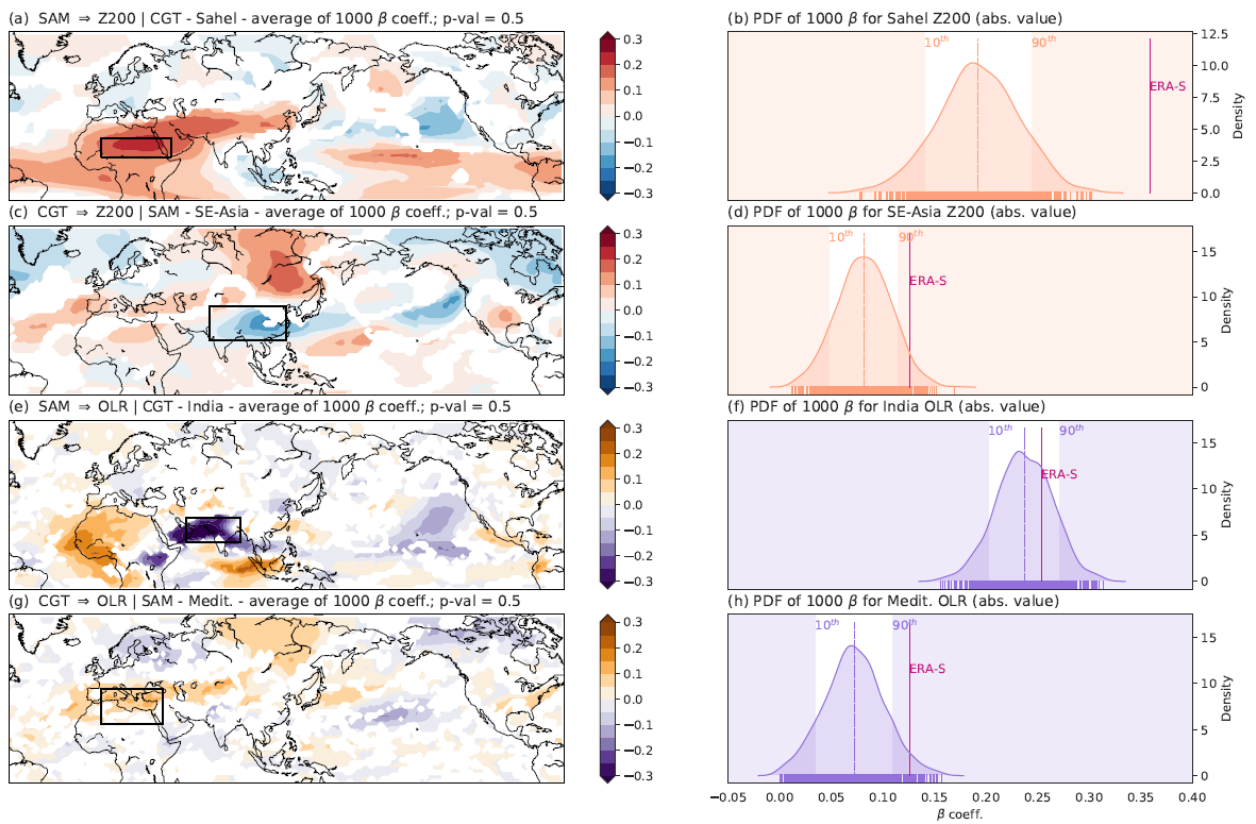 (a) SAM ⇒ Z200 | CGT - Sahel - average of 1000 β coeff.; p-val = 0.5
0.3
0.2
0.1
0.0
−0.1
−0.2
−0.3
(b) PDF of 1000 β for Sahel Z200 (abs. value)
10th
90th
ERA-S
12.5
10.0
7.5
5.0
2.5
0.0
Density
(c) CGT ⇒ Z200 | SAM - SE-Asia - average of 1000 β coeff.; p-val = 0.5
0.3
0.2
0.1
0.0
−0.1
−0.2
−0.3
(d) PDF of 1000 β for SE-Asia Z200 (abs. value)
10th
90th
ERA-S
15
10
5
0
Density
(e) SAM ⇒ OLR | CGT - India - average of 1000 β coeff.; p-val = 0.5
0.3
0.2
0.1
0.0
−0.1
−0.2
−0.3
(f) PDF of 1000 β for India OLR (abs. value)
10th
90th
ERA-S
15
10
5
0
Density
(g) CGT ⇒ OLR | SAM - Medit. - average of 1000 β coeff.; p-val = 0.5
0.3
0.2
0.1
0.0
−0.1
−0.2
−0.3
(h) PDF of 1000 β for Medit. OLR (abs. value)
10th
90th
ERA-S
15
10
5
0
Density
−0.05 0.00 0.05 0.10 0.15 0.20 0.25 0.30 0.35 0.40
β coeff.